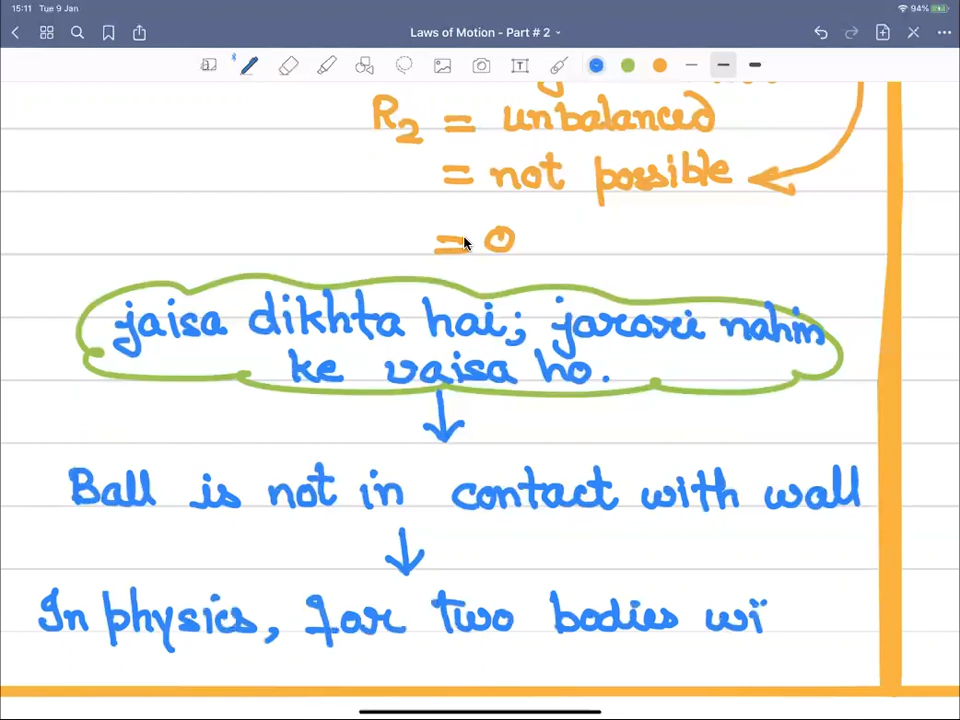 15:11 Tue 9 Jan
94%
Laws of Motion - Part # 2
R2 = unbalanced
= not possible
= 0
jaisa dikhta hai; jaroori nahin
ke vaisa ho.
Ball is not in contact with wall
In physics, for two bodies wi